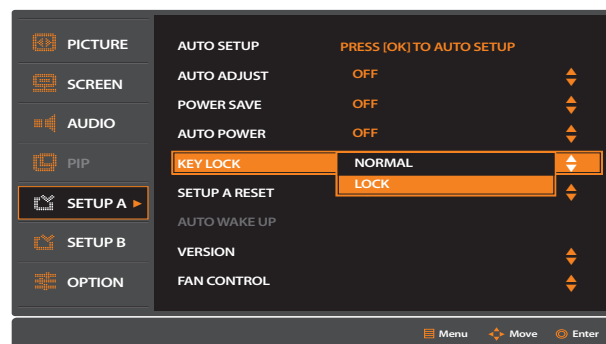 PICTURE
SCREEN
AUDIO
PIP
SETUP A
SETUP B
OPTION
AUTO SETUP PRESS [OK] TO AUTO SETUP
AUTO ADJUST OFF
POWER SAVE OFF
AUTO POWER OFF
KEY LOCK NORMAL
LOCK
SETUP A RESET
AUTO WAKE UP
VERSION
FAN CONTROL
Menu Move Enter